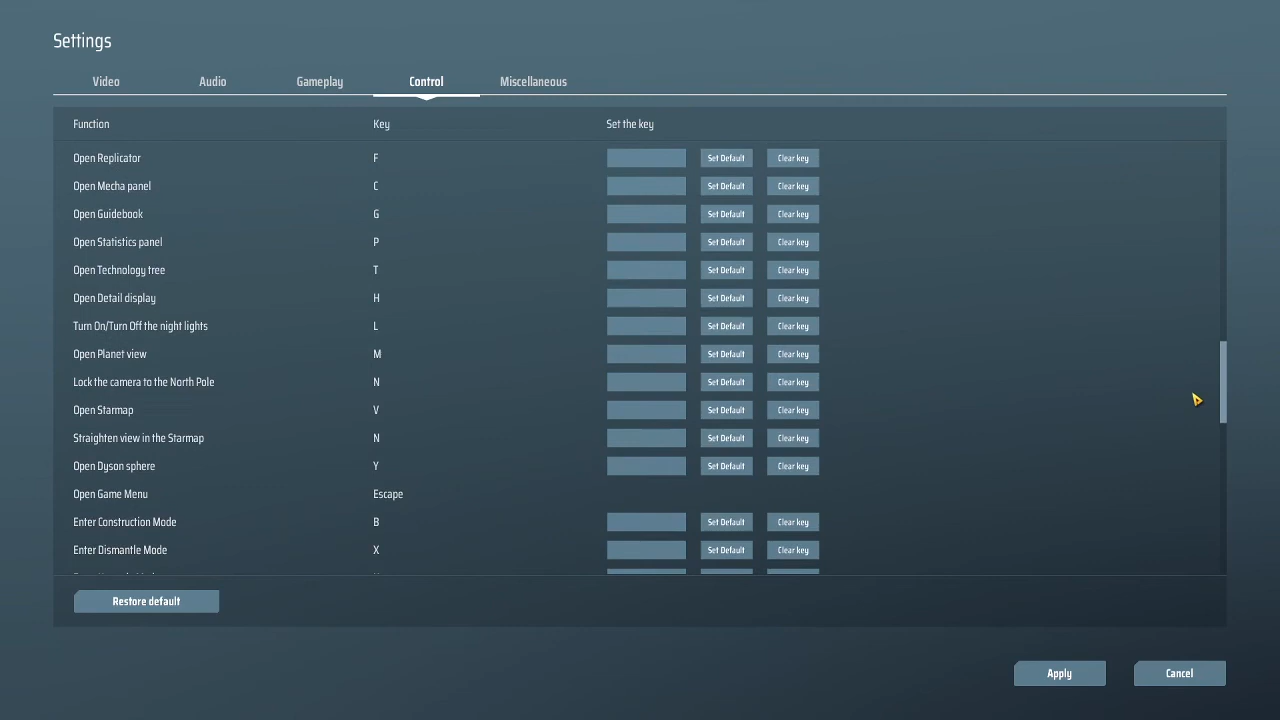 Settings
Video Audio Gameplay Control Miscellaneous
Function Key Set the key
Open Replicator F Set Default Clear key
Open Mecha panel C Set Default Clear key
Open Guidebook G Set Default Clear key
Open Statistics panel P Set Default Clear key
Open Technology tree T Set Default Clear key
Open Detail display H Set Default Clear key
Turn On/Turn Off the night lights L Set Default Clear key
Open Planet view M Set Default Clear key
Lock the camera to the North Pole N Set Default Clear key
Open Starmap V Set Default Clear key
Straighten view in the Starmap N Set Default Clear key
Open Dyson sphere Y Set Default Clear key
Open Game Menu Escape
Enter Construction Mode B Set Default Clear key
Enter Dismantle Mode X Set Default Clear key
Restore default
Apply Cancel